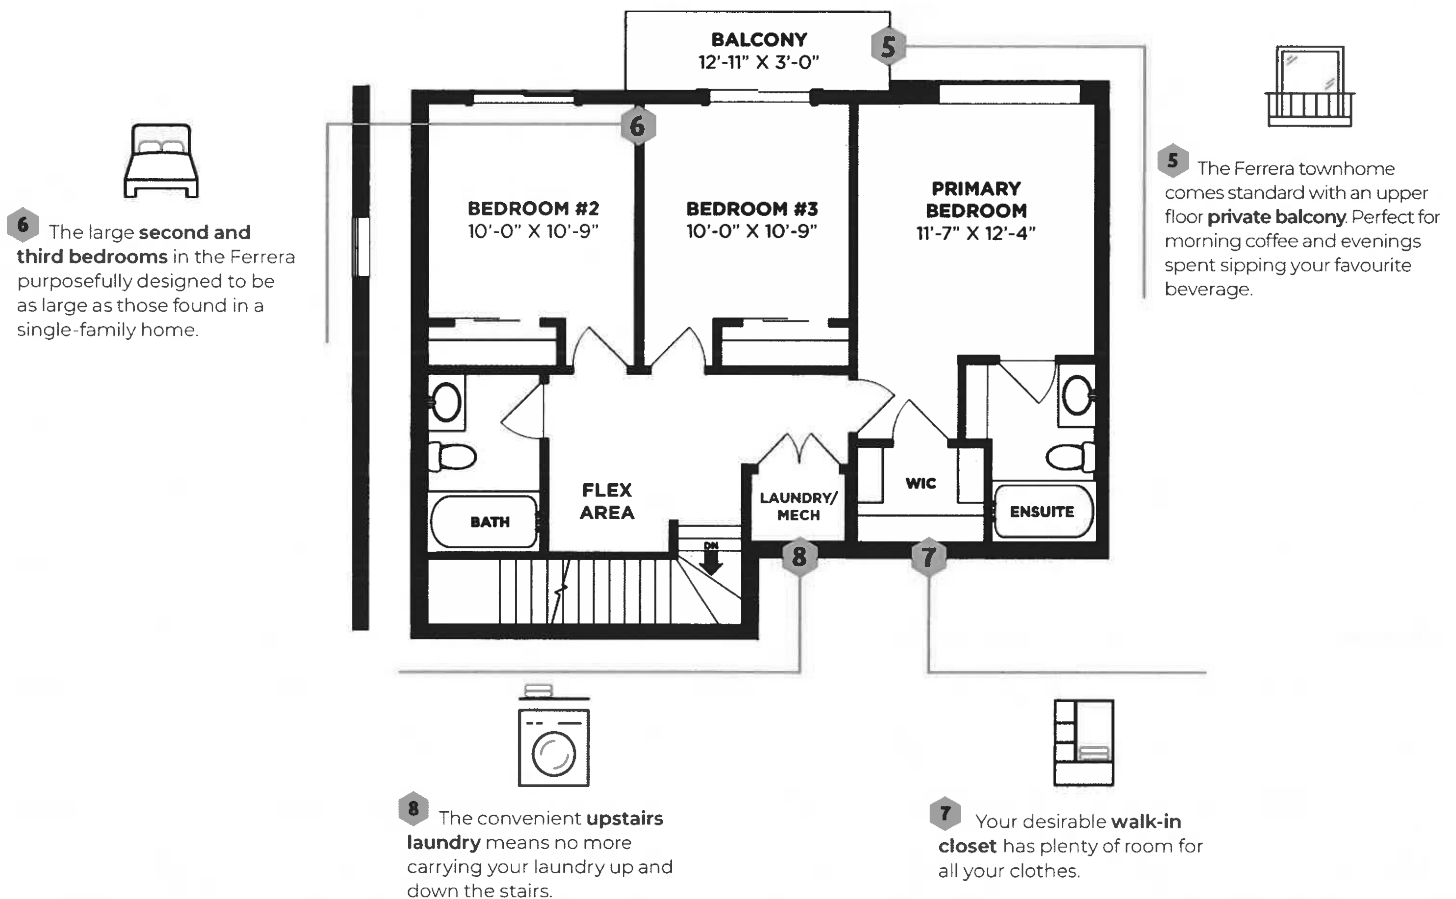 BALCONY
12'-11" X 3'-0"
5
6
BEDROOM #2
10'-0" X 10'-9"
BEDROOM #3
10'-0" X 10'-9"
PRIMARY
BEDROOM
11'-7" X 12'-4"
5 The Ferrera townhome
comes standard with an upper
floor private balcony. Perfect for
morning coffee and evenings
spent sipping your favourite
beverage.
6 The large second and
third bedrooms in the Ferrera
purposefully designed to be
as large as those found in a
single-family home.
FLEX
AREA
BATH
LAUNDRY/
MECH
WIC
ENSUITE
DN
8
7
8 The convenient upstairs
laundry means no more
carrying your laundry up and
down the stairs.
7 Your desirable walk-in
closet has plenty of room for
all your clothes.